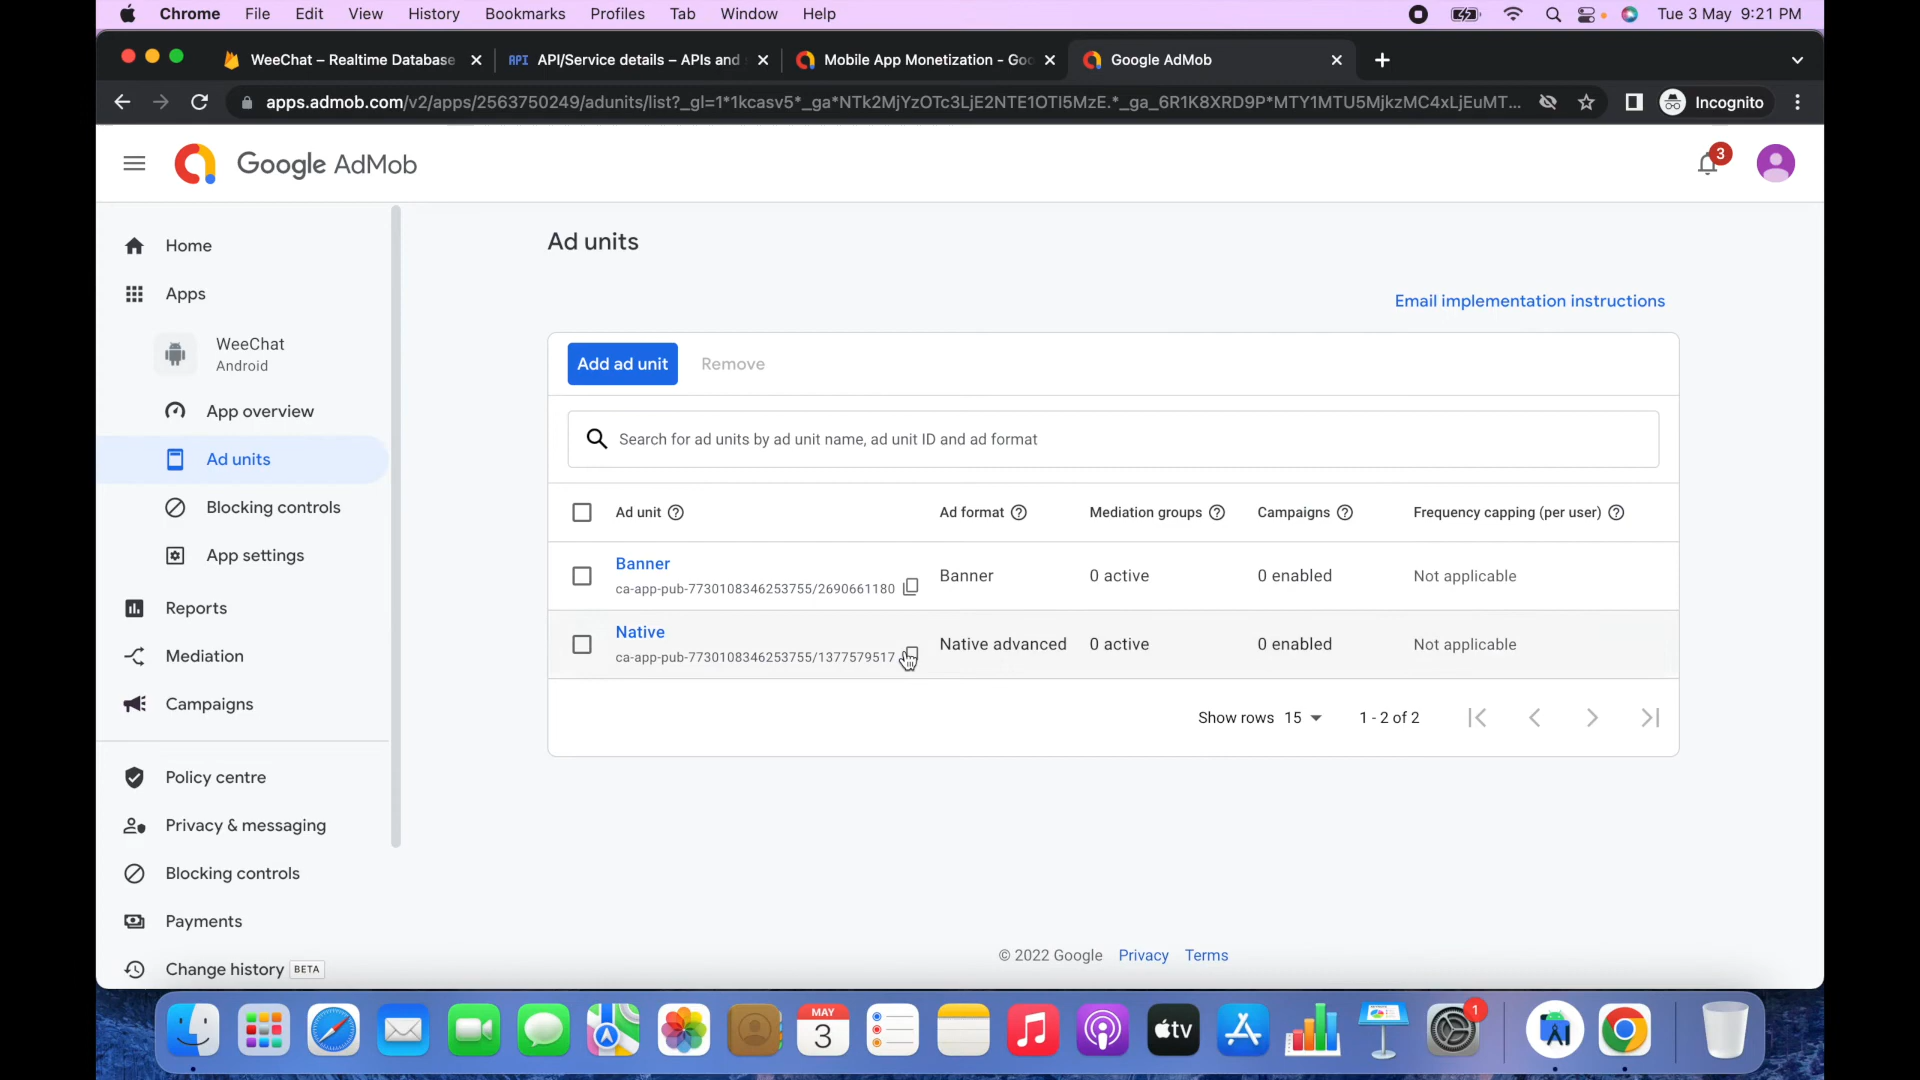 Chrome File Edit View History Bookmarks Profiles Tab Window Help Tue 3 May 9:21 PM
WeeChat – Realtime Database API API/Service details – APIs and Mobile App Monetization - Goo Google AdMob
apps.admob.com/v2/apps/2563750249/adunits/list?_gl=1*1kcasv5*_ga*NTk2MjYzOTc3LjE2NTE1OTI5MzE.*_ga_6R1K8XRD9P*MTY1MTU5MjkzMC4xLjEuMT... Incognito
Google AdMob 3
Home
Apps
WeeChat
Android
App overview
Ad units
Blocking controls
App settings
Reports
Mediation
Campaigns
Policy centre
Privacy & messaging
Blocking controls
Payments
Change history BETA
Ad units
Email implementation instructions
Add ad unit Remove
Search for ad units by ad unit name, ad unit ID and ad format
Ad unit Ad format Mediation groups Campaigns Frequency capping (per user)
Banner
ca-app-pub-7730108346253755/2690661180 Banner 0 active 0 enabled Not applicable
Native
ca-app-pub-7730108346253755/1377579517 Native advanced 0 active 0 enabled Not applicable
Show rows 15 1 - 2 of 2
© 2022 Google Privacy Terms
MAY
3
tv
1